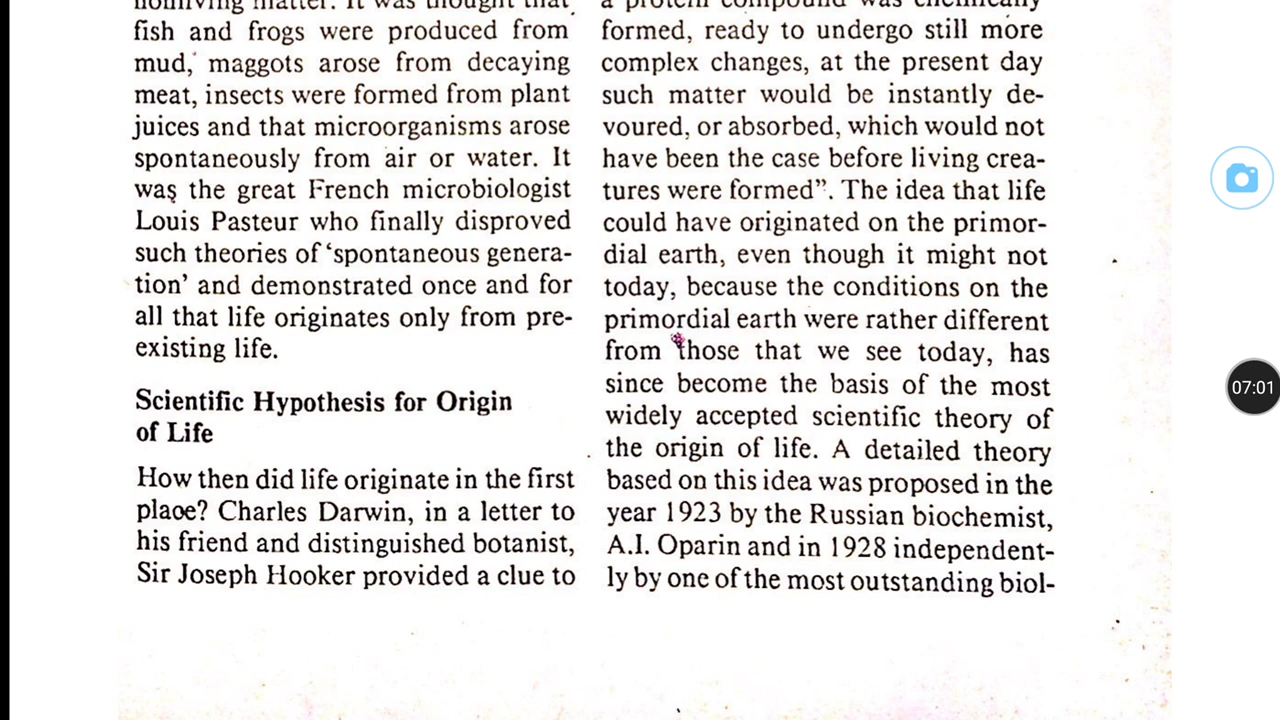 nonliving matter. It was thought that
fish and frogs were produced from
mud, maggots arose from decaying
meat, insects were formed from plant
juices and that microorganisms arose
spontaneously from air or water. It
was the great French microbiologist
Louis Pasteur who finally disproved
such theories of ‘spontaneous genera-
tion’ and demonstrated once and for
all that life originates only from pre-
existing life.
Scientific Hypothesis for Origin
of Life
How then did life originate in the first
place? Charles Darwin, in a letter to
his friend and distinguished botanist,
Sir Joseph Hooker provided a clue to
a protein compound was chemically
formed, ready to undergo still more
complex changes, at the present day
such matter would be instantly de-
voured, or absorbed, which would not
have been the case before living crea-
tures were formed”. The idea that life
could have originated on the primor-
dial earth, even though it might not
today, because the conditions on the
primordial earth were rather different
from those that we see today, has
since become the basis of the most
widely accepted scientific theory of
the origin of life. A detailed theory
based on this idea was proposed in the
year 1923 by the Russian biochemist,
A.I. Oparin and in 1928 independent-
ly by one of the most outstanding biol-
07:01